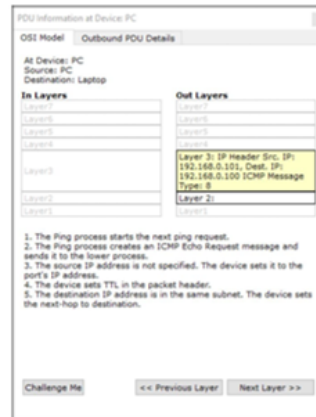 PDU Information at Device: PC
OSI Model Outbound PDU Details
At Device: PC
Source: PC
Destination: Laptop
In Layers Out Layers
Layer7 Layer7
Layer6 Layer6
Layer5 Layer5
Layer4 Layer4
Layer3
Layer 3: IP Header Src. IP:
192.168.0.101, Dest. IP:
192.168.0.100 ICMP Message
Type: 8
Layer2 Layer 2:
Layer1 Layer1
1. The Ping process starts the next ping request.
2. The Ping process creates an ICMP Echo Request message and
sends it to the lower process.
3. The source IP address is not specified. The device sets it to the
port's IP address.
4. The device sets TTL in the packet header.
5. The destination IP address is in the same subnet. The device sets
the next-hop to destination.
Challenge Me << Previous Layer Next Layer >>